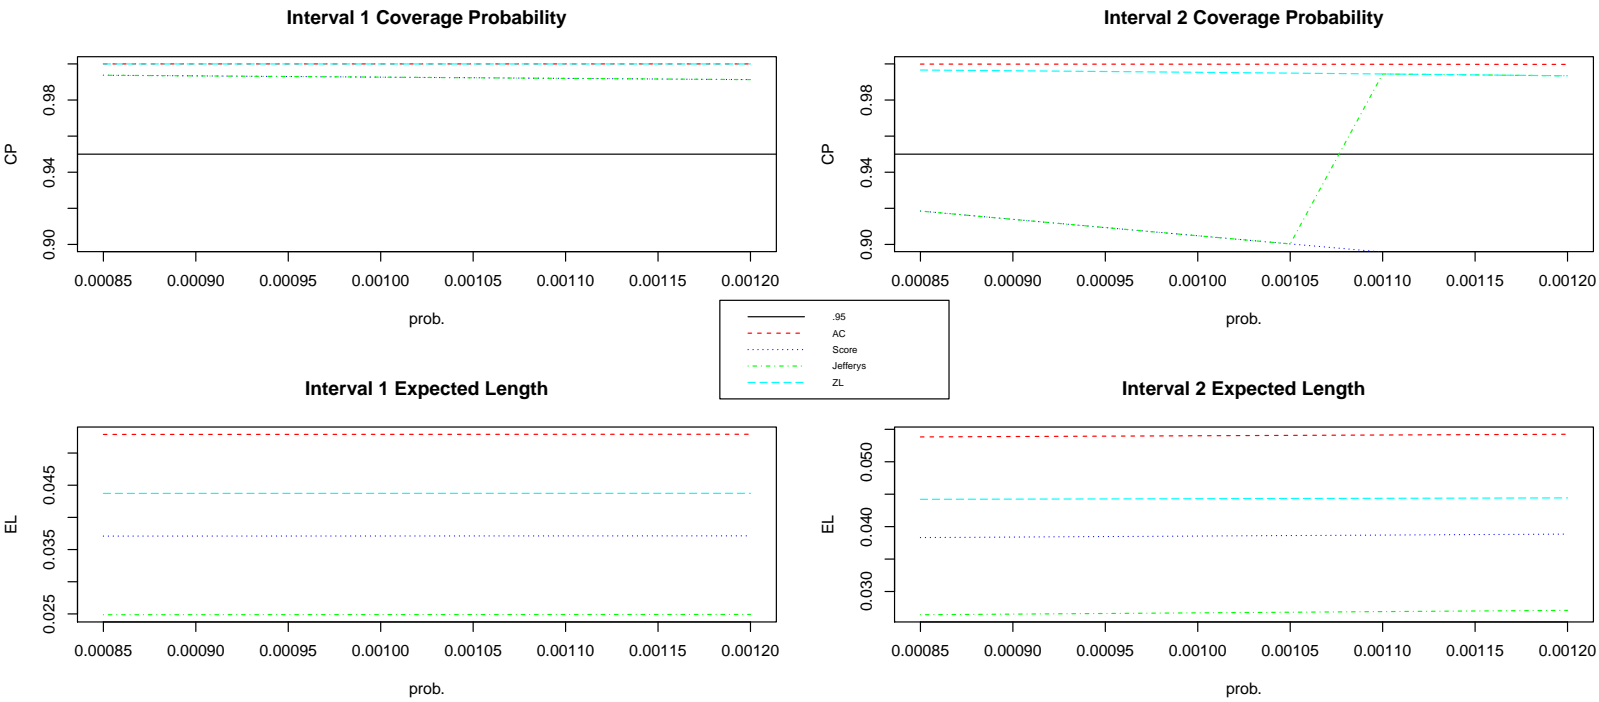 Interval 1 Coverage Probability
CP
0.98
0.94
0.90
0.00085 0.00090 0.00095 0.00100 0.00105 0.00110 0.00115 0.00120
prob.
Interval 2 Coverage Probability
CP
0.98
0.94
0.90
0.00085 0.00090 0.00095 0.00100 0.00105 0.00110 0.00115 0.00120
prob.
.95
AC
Score
Jefferys
ZL
Interval 1 Expected Length
EL
0.045
0.035
0.025
0.00085 0.00090 0.00095 0.00100 0.00105 0.00110 0.00115 0.00120
prob.
Interval 2 Expected Length
EL
0.050
0.040
0.030
0.00085 0.00090 0.00095 0.00100 0.00105 0.00110 0.00115 0.00120
prob.